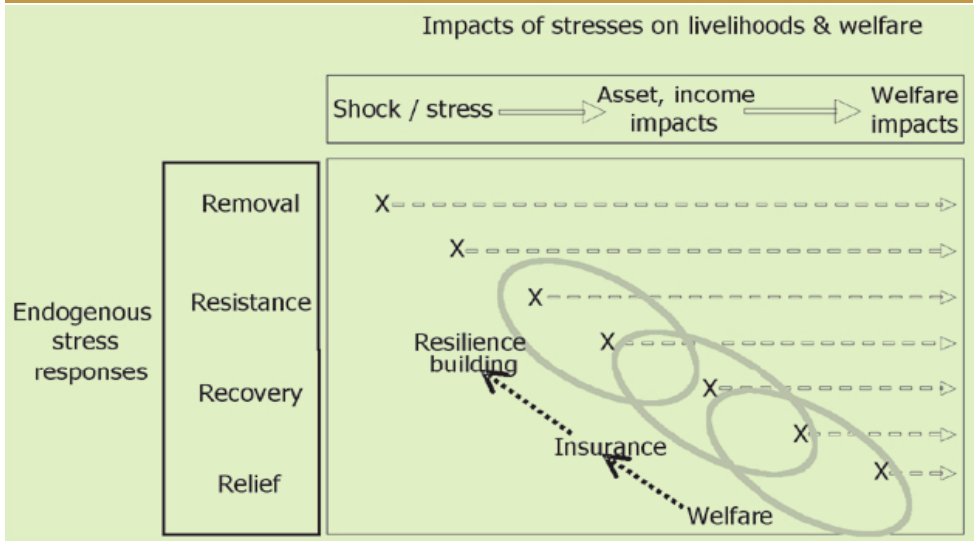 Impacts of stresses on livelihoods & welfare
Shock / stress
Asset, income
impacts
Welfare
impacts
Endogenous
stress
responses
Removal
Resistance
Recovery
Relief
X
X
X
X
X
X
X
Resilience
building
Insurance
Welfare